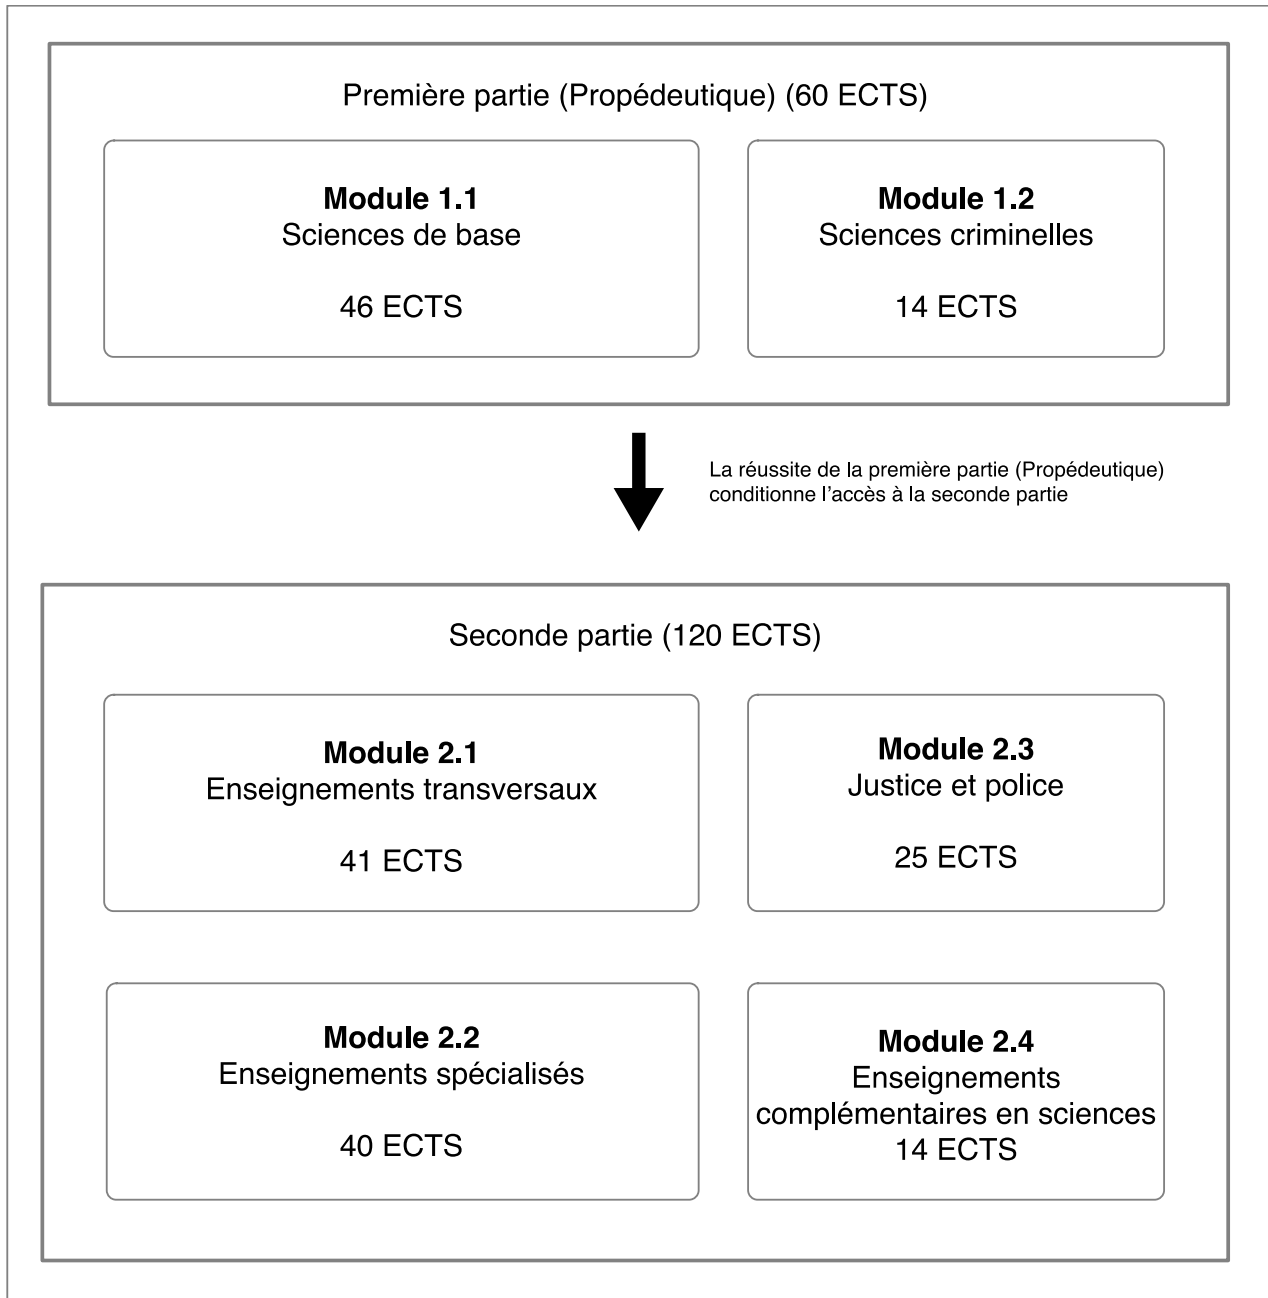 Première partie (Propédeutique) (60 ECTS)
Module 1.1
Sciences de base
46 ECTS
Module 1.2
Sciences criminelles
14 ECTS
La réussite de la première partie (Propédeutique)
conditionne l'accès à la seconde partie
Seconde partie (120 ECTS)
Module 2.1
Enseignements transversaux
41 ECTS
Module 2.3
Justice et police
25 ECTS
Module 2.2
Enseignements spécialisés
40 ECTS
Module 2.4
Enseignements
complémentaires en sciences
14 ECTS